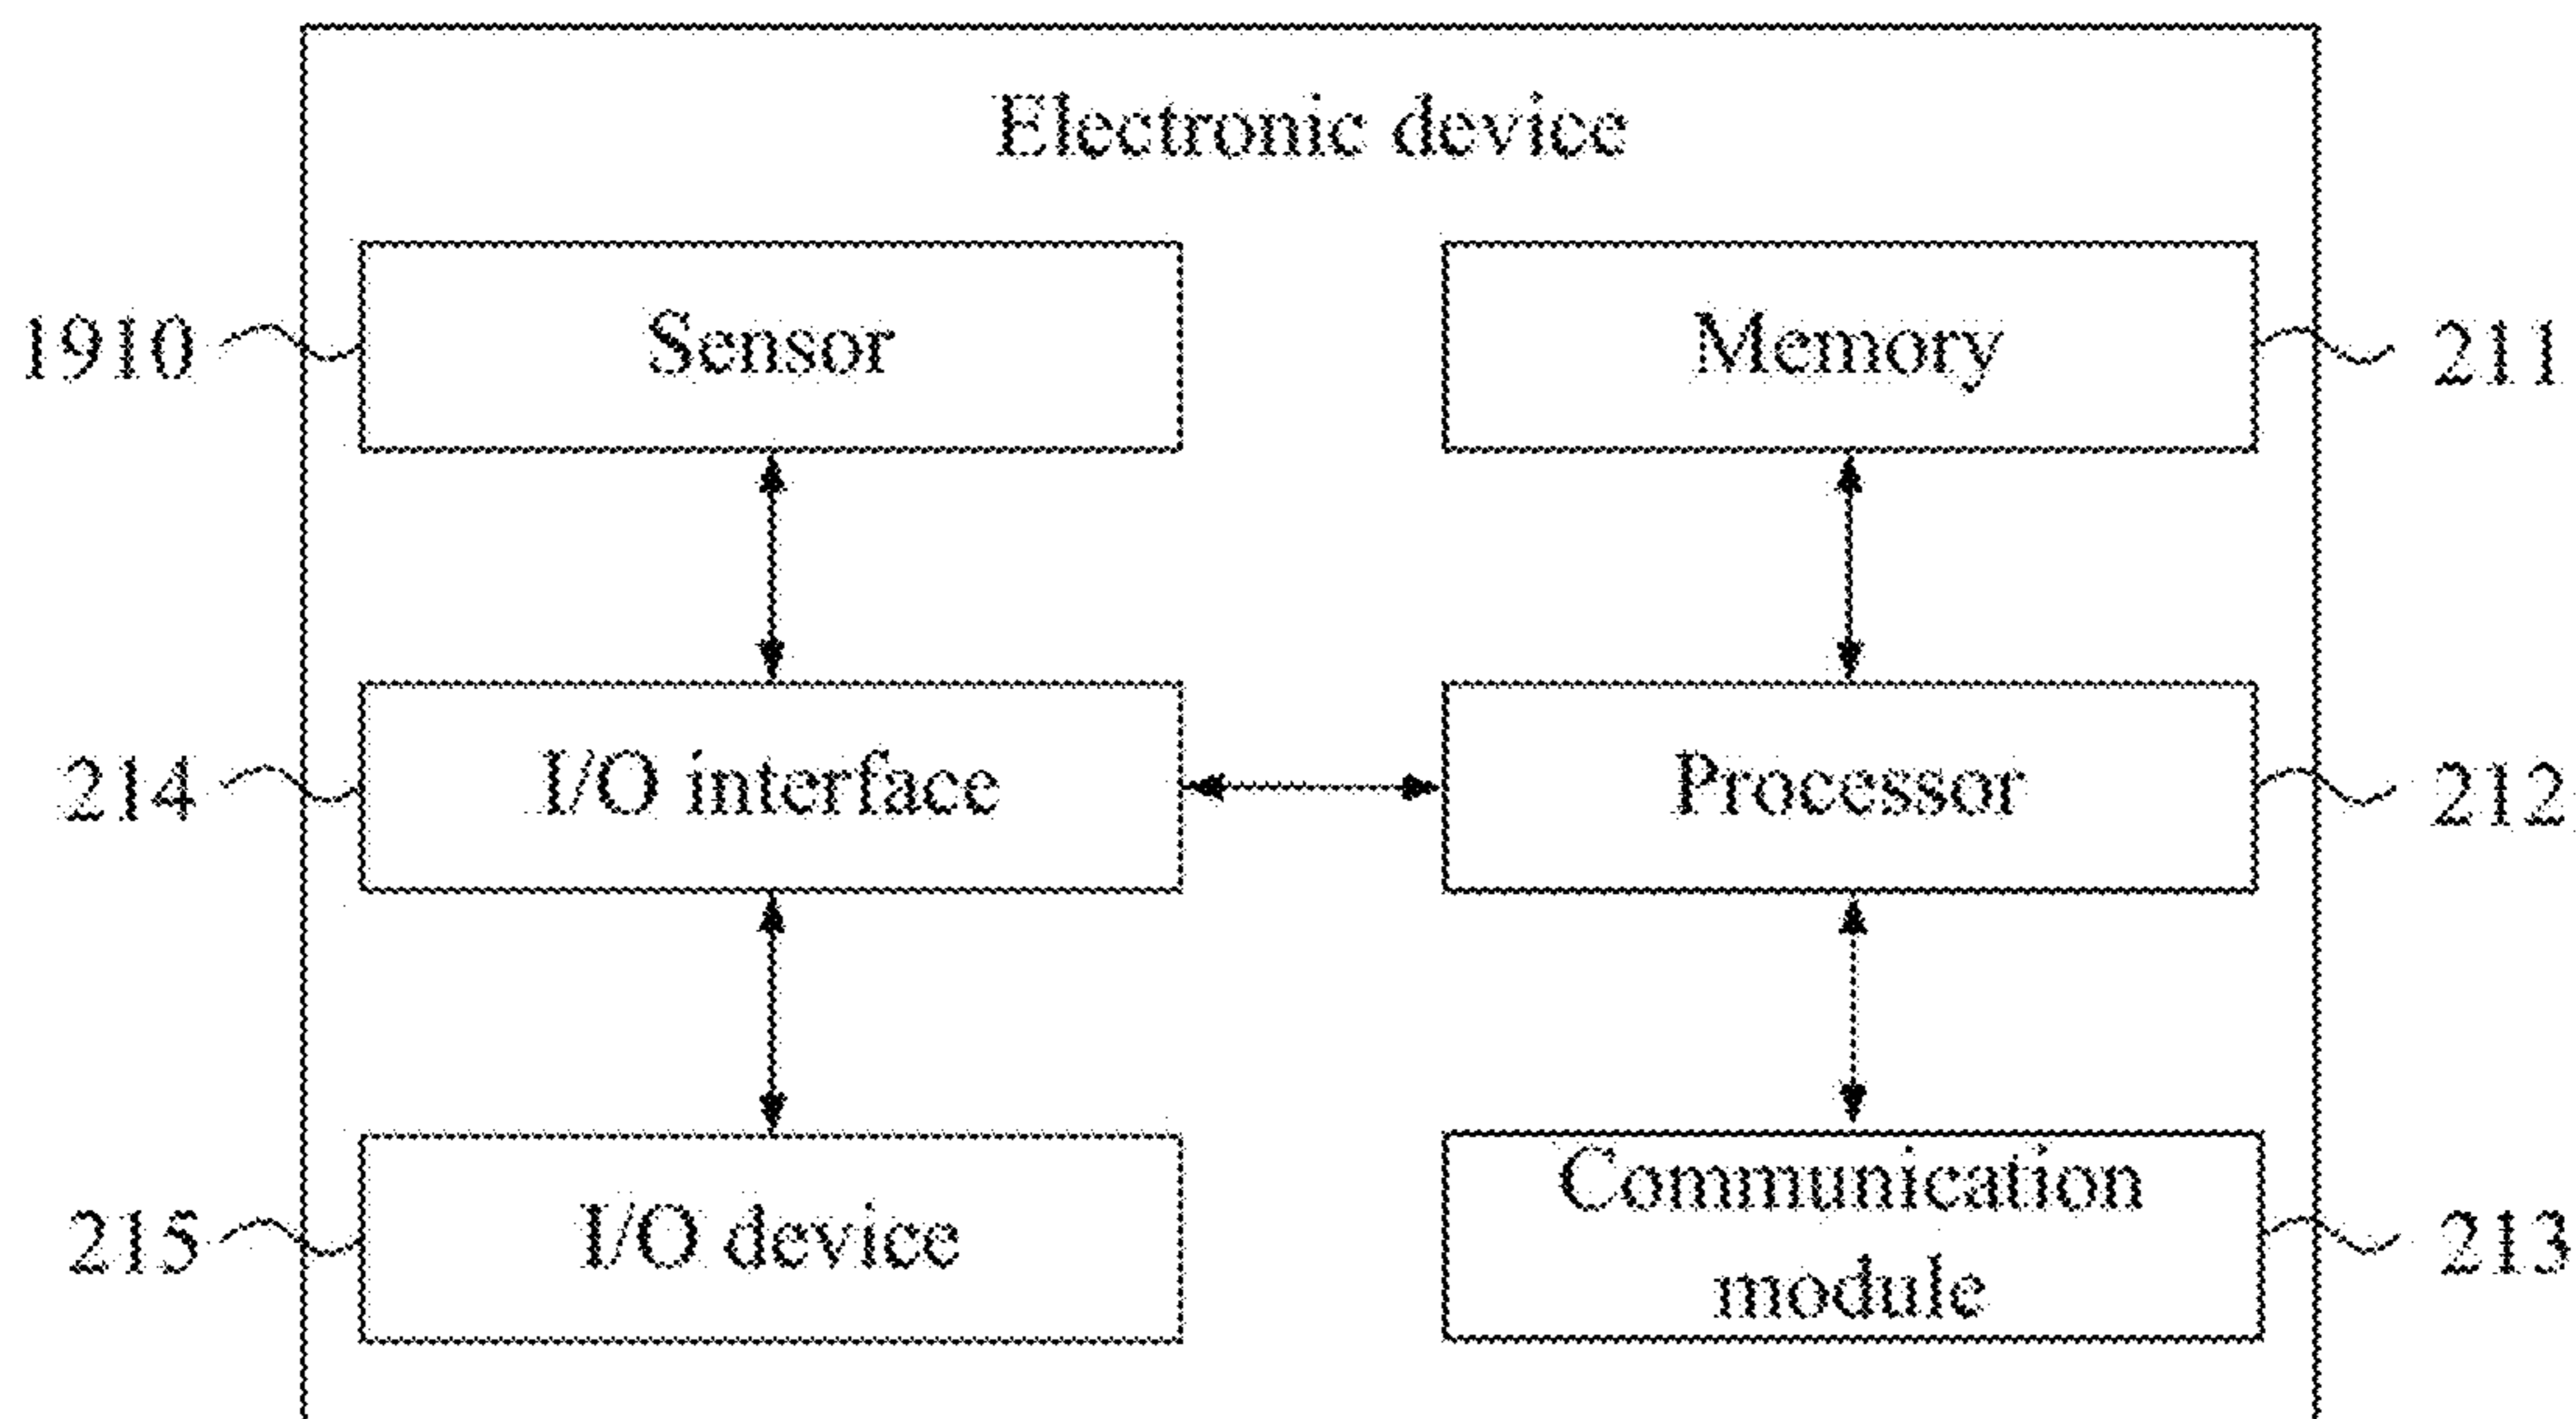 Electronic device
1910
Sensor
Memory
211
214
I/O interface
Processor
212
215
I/O device
Communication
module
213